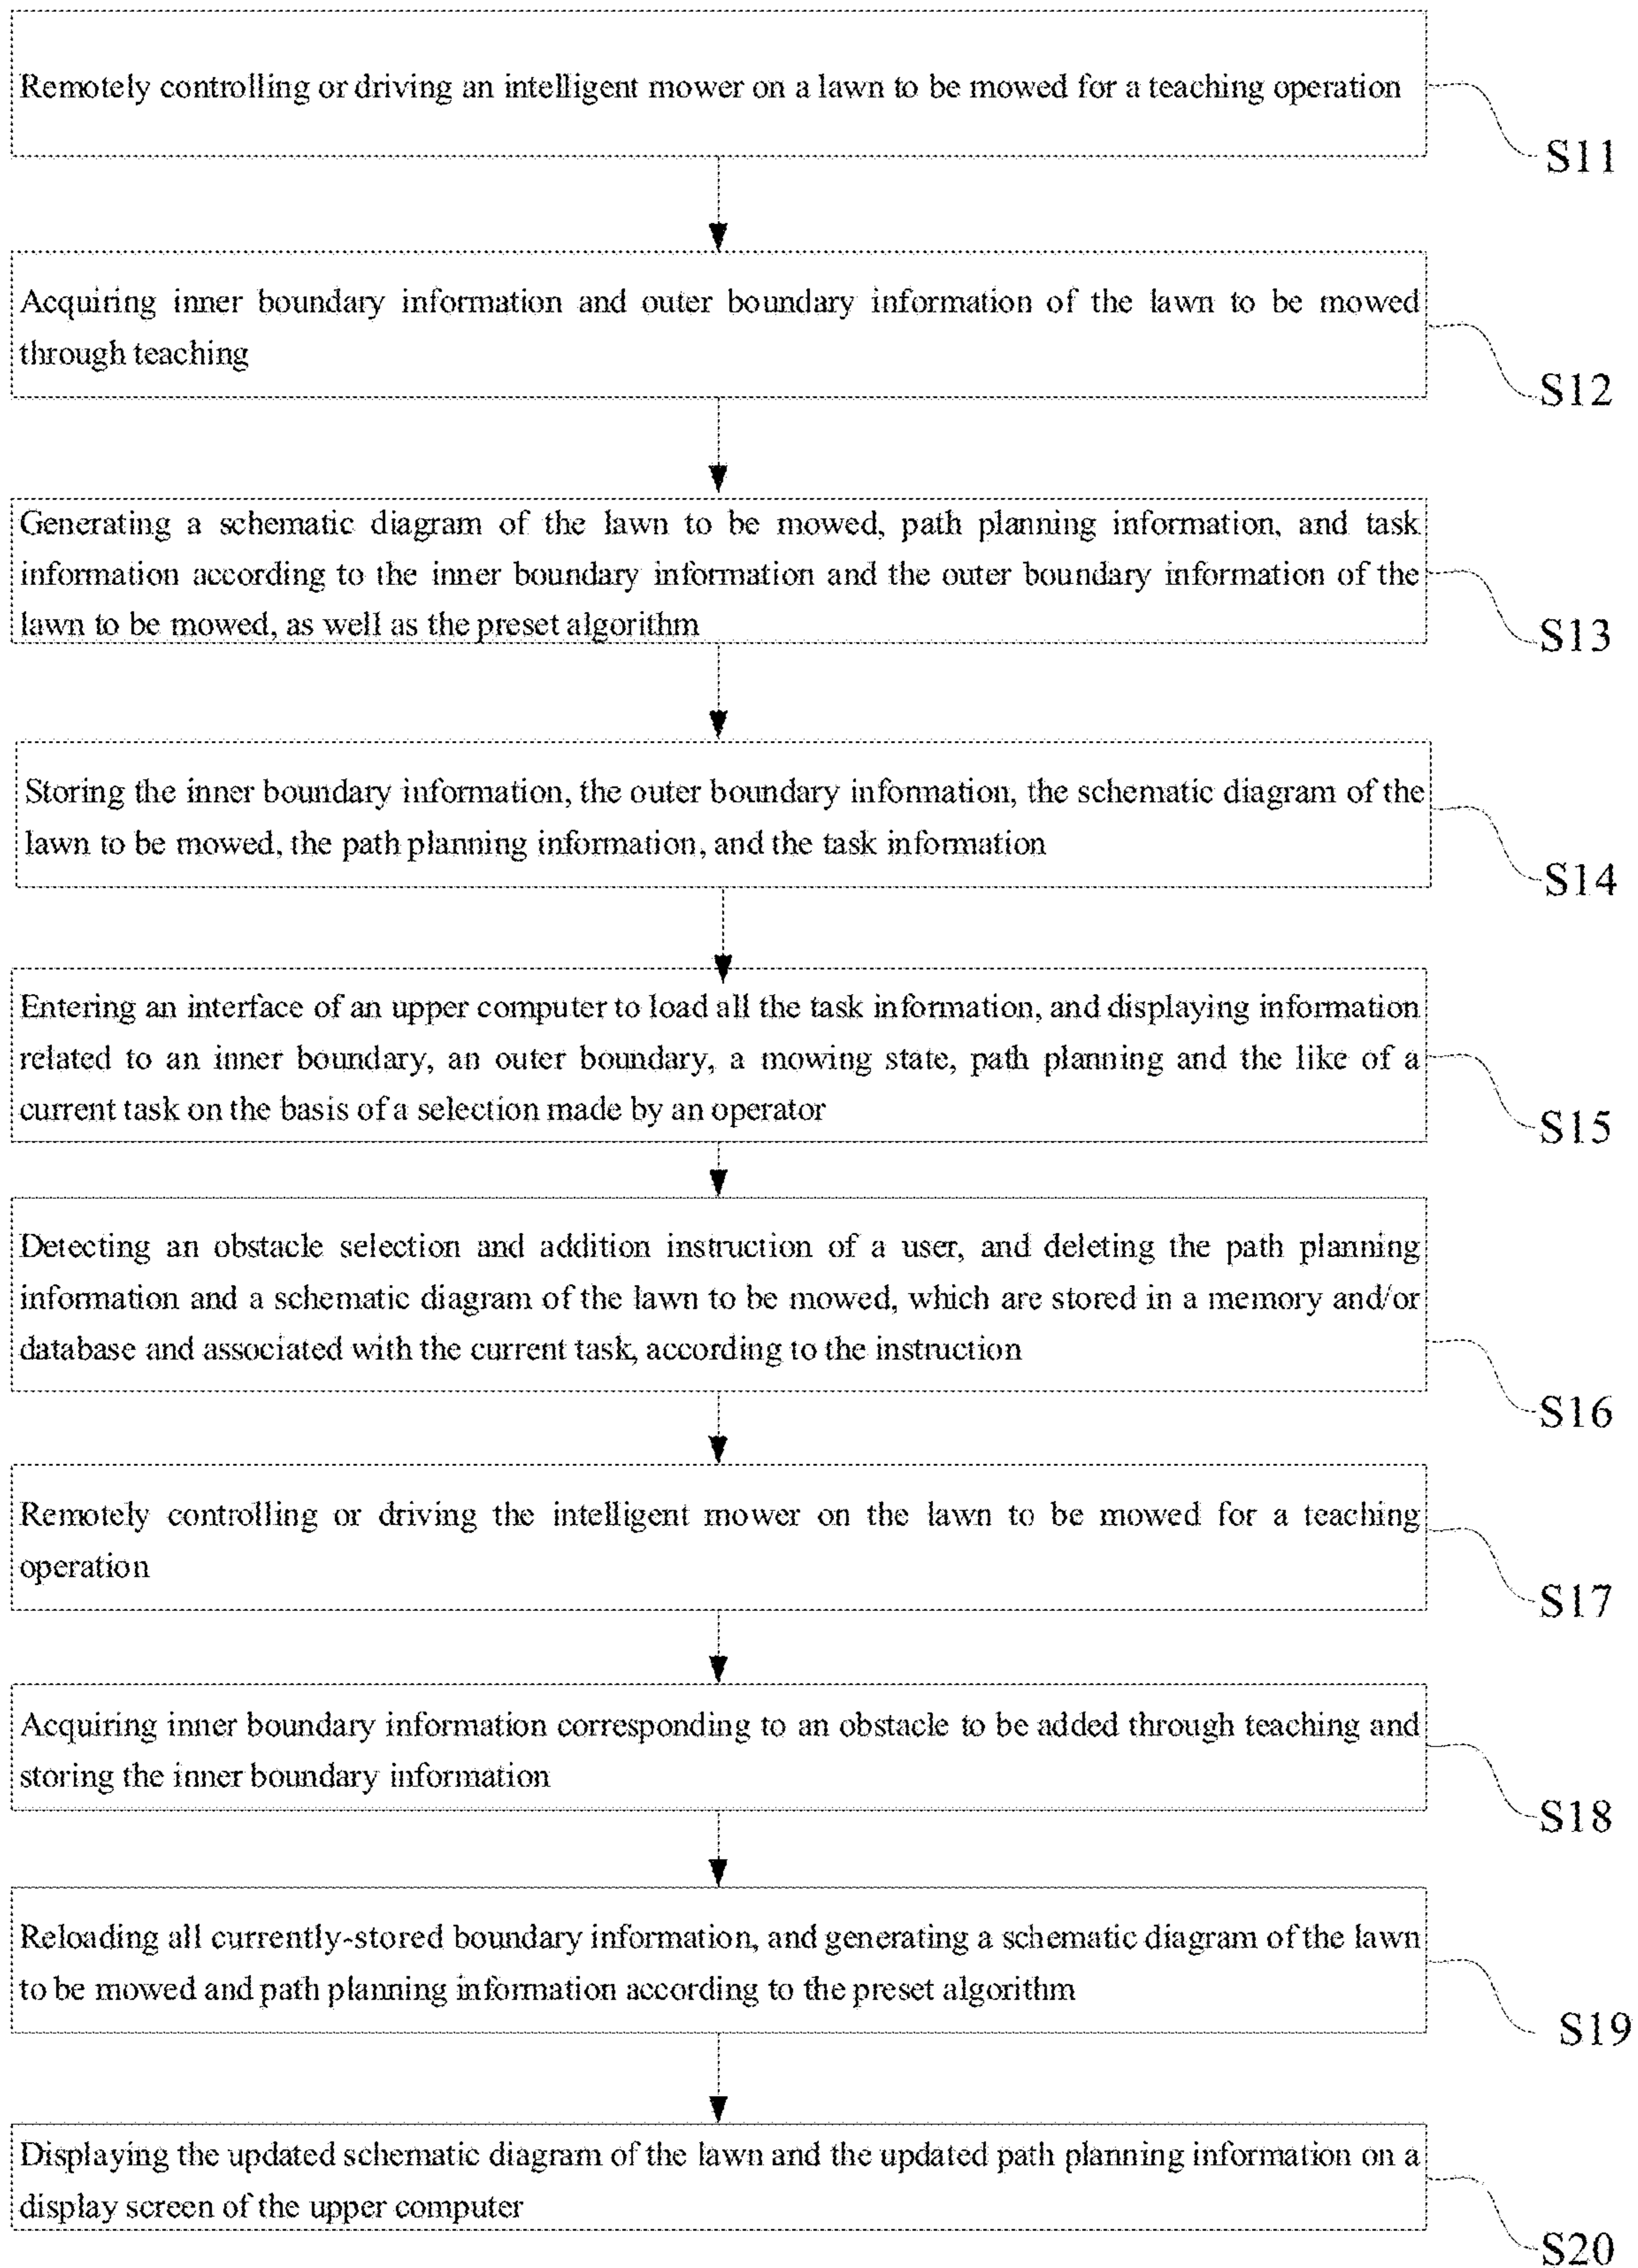 Remotely controlling or driving an intelligent mower on a lawn to be mowed for a teaching operation
S11
Acquiring inner boundary information and outer boundary information of the lawn to be mowed
through teaching
S12
Generating a schematic diagram of the lawn to be mowed, path planning information, and task
information according to the inner boundary information and the outer boundary information of the
lawn to be mowed, as well as the preset algorithm
S13
Storing the inner boundary information, the outer boundary information, the schematic diagram of the
lawn to be mowed, the path planning information, and the task information
S14
Entering an interface of an upper computer to load all the task information, and displaying information
related to an inner boundary, an outer boundary, a mowing state, path planning and the like of a
current task on the basis of a selection made by an operator
S15
Detecting an obstacle selection and addition instruction of a user, and deleting the path planning
information and a schematic diagram of the lawn to be mowed, which are stored in a memory and/or
database and associated with the current task, according to the instruction
S16
Remotely controlling or driving the intelligent mower on the lawn to be mowed for a teaching
operation
S17
Acquiring inner boundary information corresponding to an obstacle to be added through teaching and
storing the inner boundary information
S18
Reloading all currently-stored boundary information, and generating a schematic diagram of the lawn
to be mowed and path planning information according to the preset algorithm
S19
Displaying the updated schematic diagram of the lawn and the updated path planning information on a
display screen of the upper computer
S20